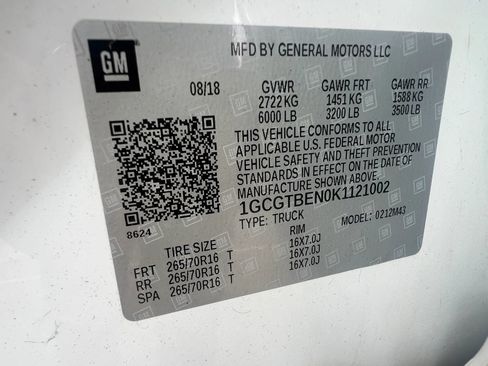 GM
MFD BY GENERAL MOTORS LLC
08/18 GVWR GAWR FRT GAWR RR
2722 KG 1451 KG 1588 KG
6000 LB 3200 LB 3500 LB
THIS VEHICLE CONFORMS TO ALL
APPLICABLE U.S. FEDERAL MOTOR
VEHICLE SAFETY AND THEFT PREVENTION
STANDARDS IN EFFECT ON THE DATE OF
MANUFACTURE SHOWN ABOVE.
1GCGTBEN0K1121002
TYPE: TRUCK MODEL: 0212M43
8624
TIRE SIZE RIM
FRT 265/70R16 T 16X7.0J
RR 265/70R16 T 16X7.0J
SPA 265/70R16 T 16X7.0J